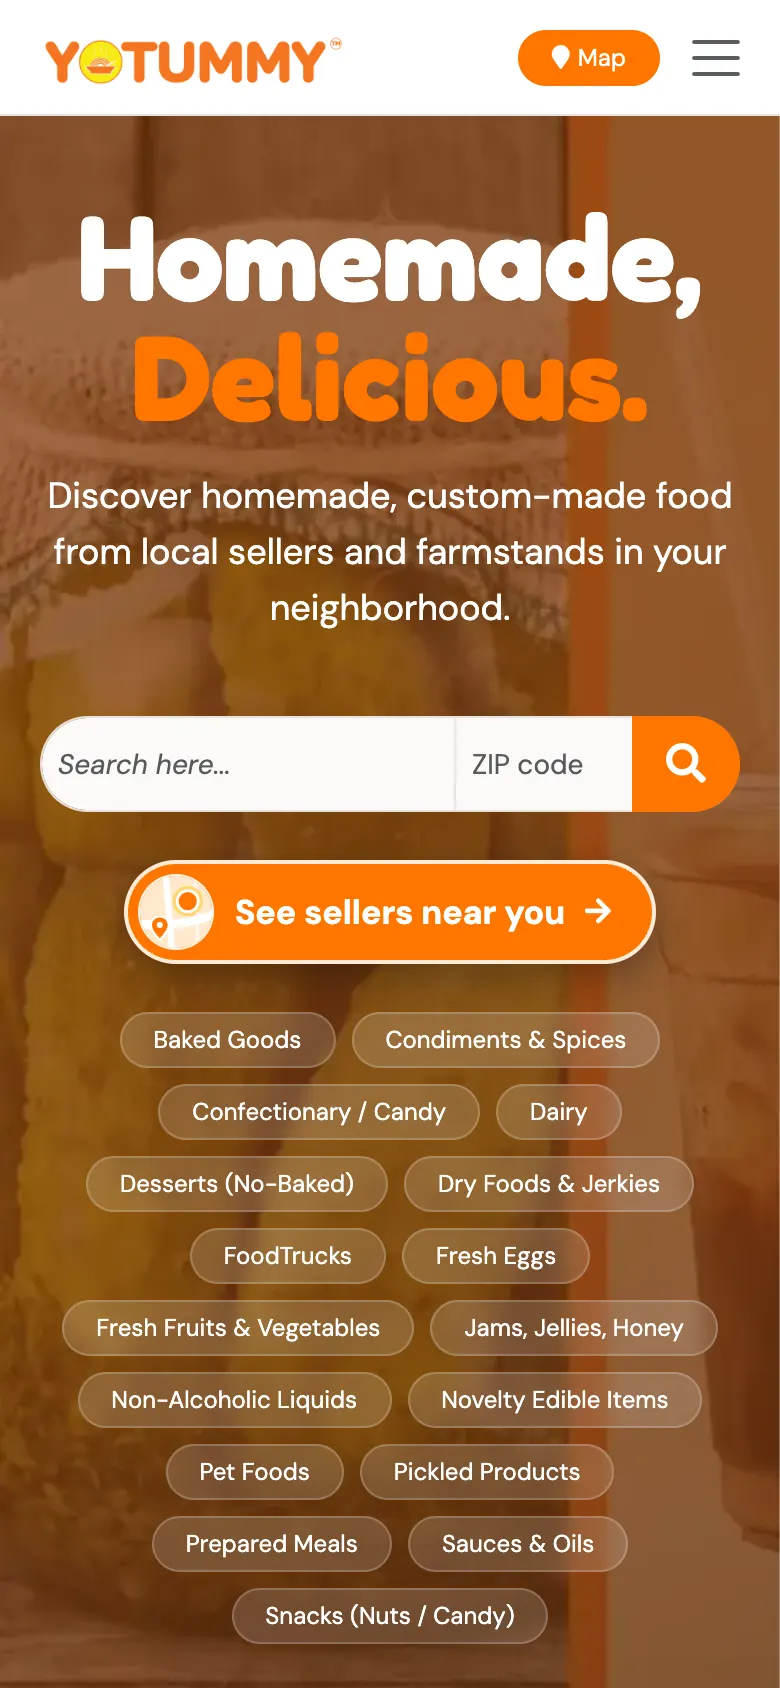 YOTUMMY™
Map
Homemade,
Delicious.
Discover homemade, custom-made food
from local sellers and farmstands in your
neighborhood.
Search here... ZIP code
See sellers near you →
Baked Goods Condiments & Spices
Confectionary / Candy Dairy
Desserts (No-Baked) Dry Foods & Jerkies
FoodTrucks Fresh Eggs
Fresh Fruits & Vegetables Jams, Jellies, Honey
Non-Alcoholic Liquids Novelty Edible Items
Pet Foods Pickled Products
Prepared Meals Sauces & Oils
Snacks (Nuts / Candy)